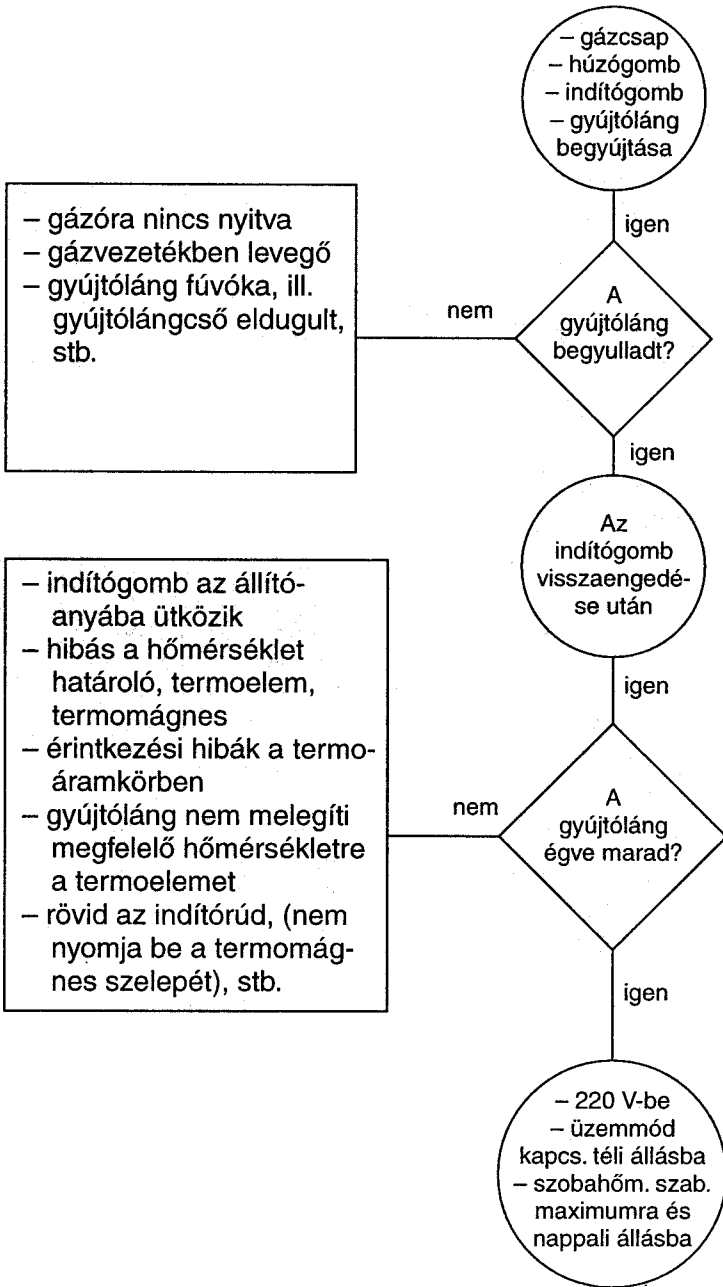 – gázcsap
– húzógomb
– indítógomb
– gyújtóláng
begyújtása
igen
– gázóra nincs nyitva
– gázvezetékben levegő
– gyújtóláng fúvóka, ill.
gyújtólángcső eldugult,
stb.
nem
A
gyújtóláng
begyulladt?
igen
Az
indítógomb
visszaengedé-
se után
igen
– indítógomb az állító-
anyába ütközik
– hibás a hőmérséklet
határoló, termoelem,
termomágnes
– érintkezési hibák a termo-
áramkörben
– gyújtóláng nem melegíti
megfelelő hőmérsékletre
a termoelemet
– rövid az indítórúd, (nem
nyomja be a termomág-
nes szelepét), stb.
nem
A
gyújtóláng
égve marad?
igen
– 220 V-be
– üzemmód
kapcs. téli állásba
– szobahőm. szab.
maximumra és
nappali állásba